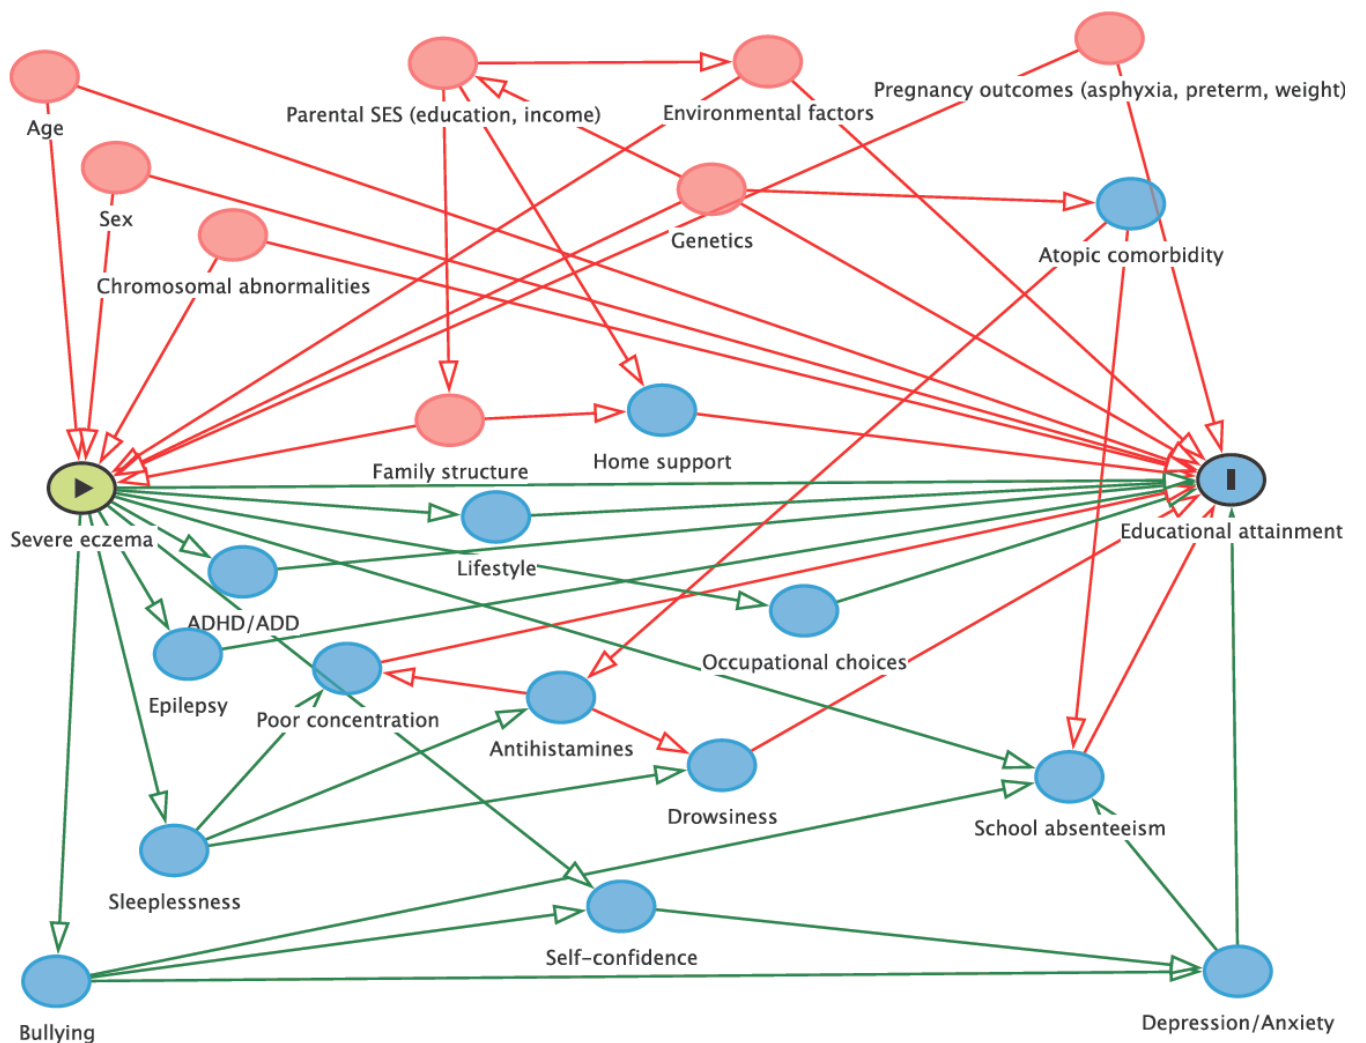 Pregnancy outcomes (asphyxia, preterm, weight)
Parental SES (education, income)
Environmental factors
Age
Sex
Genetics
Atopic comorbidity
Chromosomal abnormalities
Home support
Family structure
Educational attainment
Severe eczema
Lifestyle
ADHD/ADD
Occupational choices
Epilepsy
Poor concentration
Antihistamines
Drowsiness
School absenteeism
Sleeplessness
Self-confidence
Depression/Anxiety
Bullying